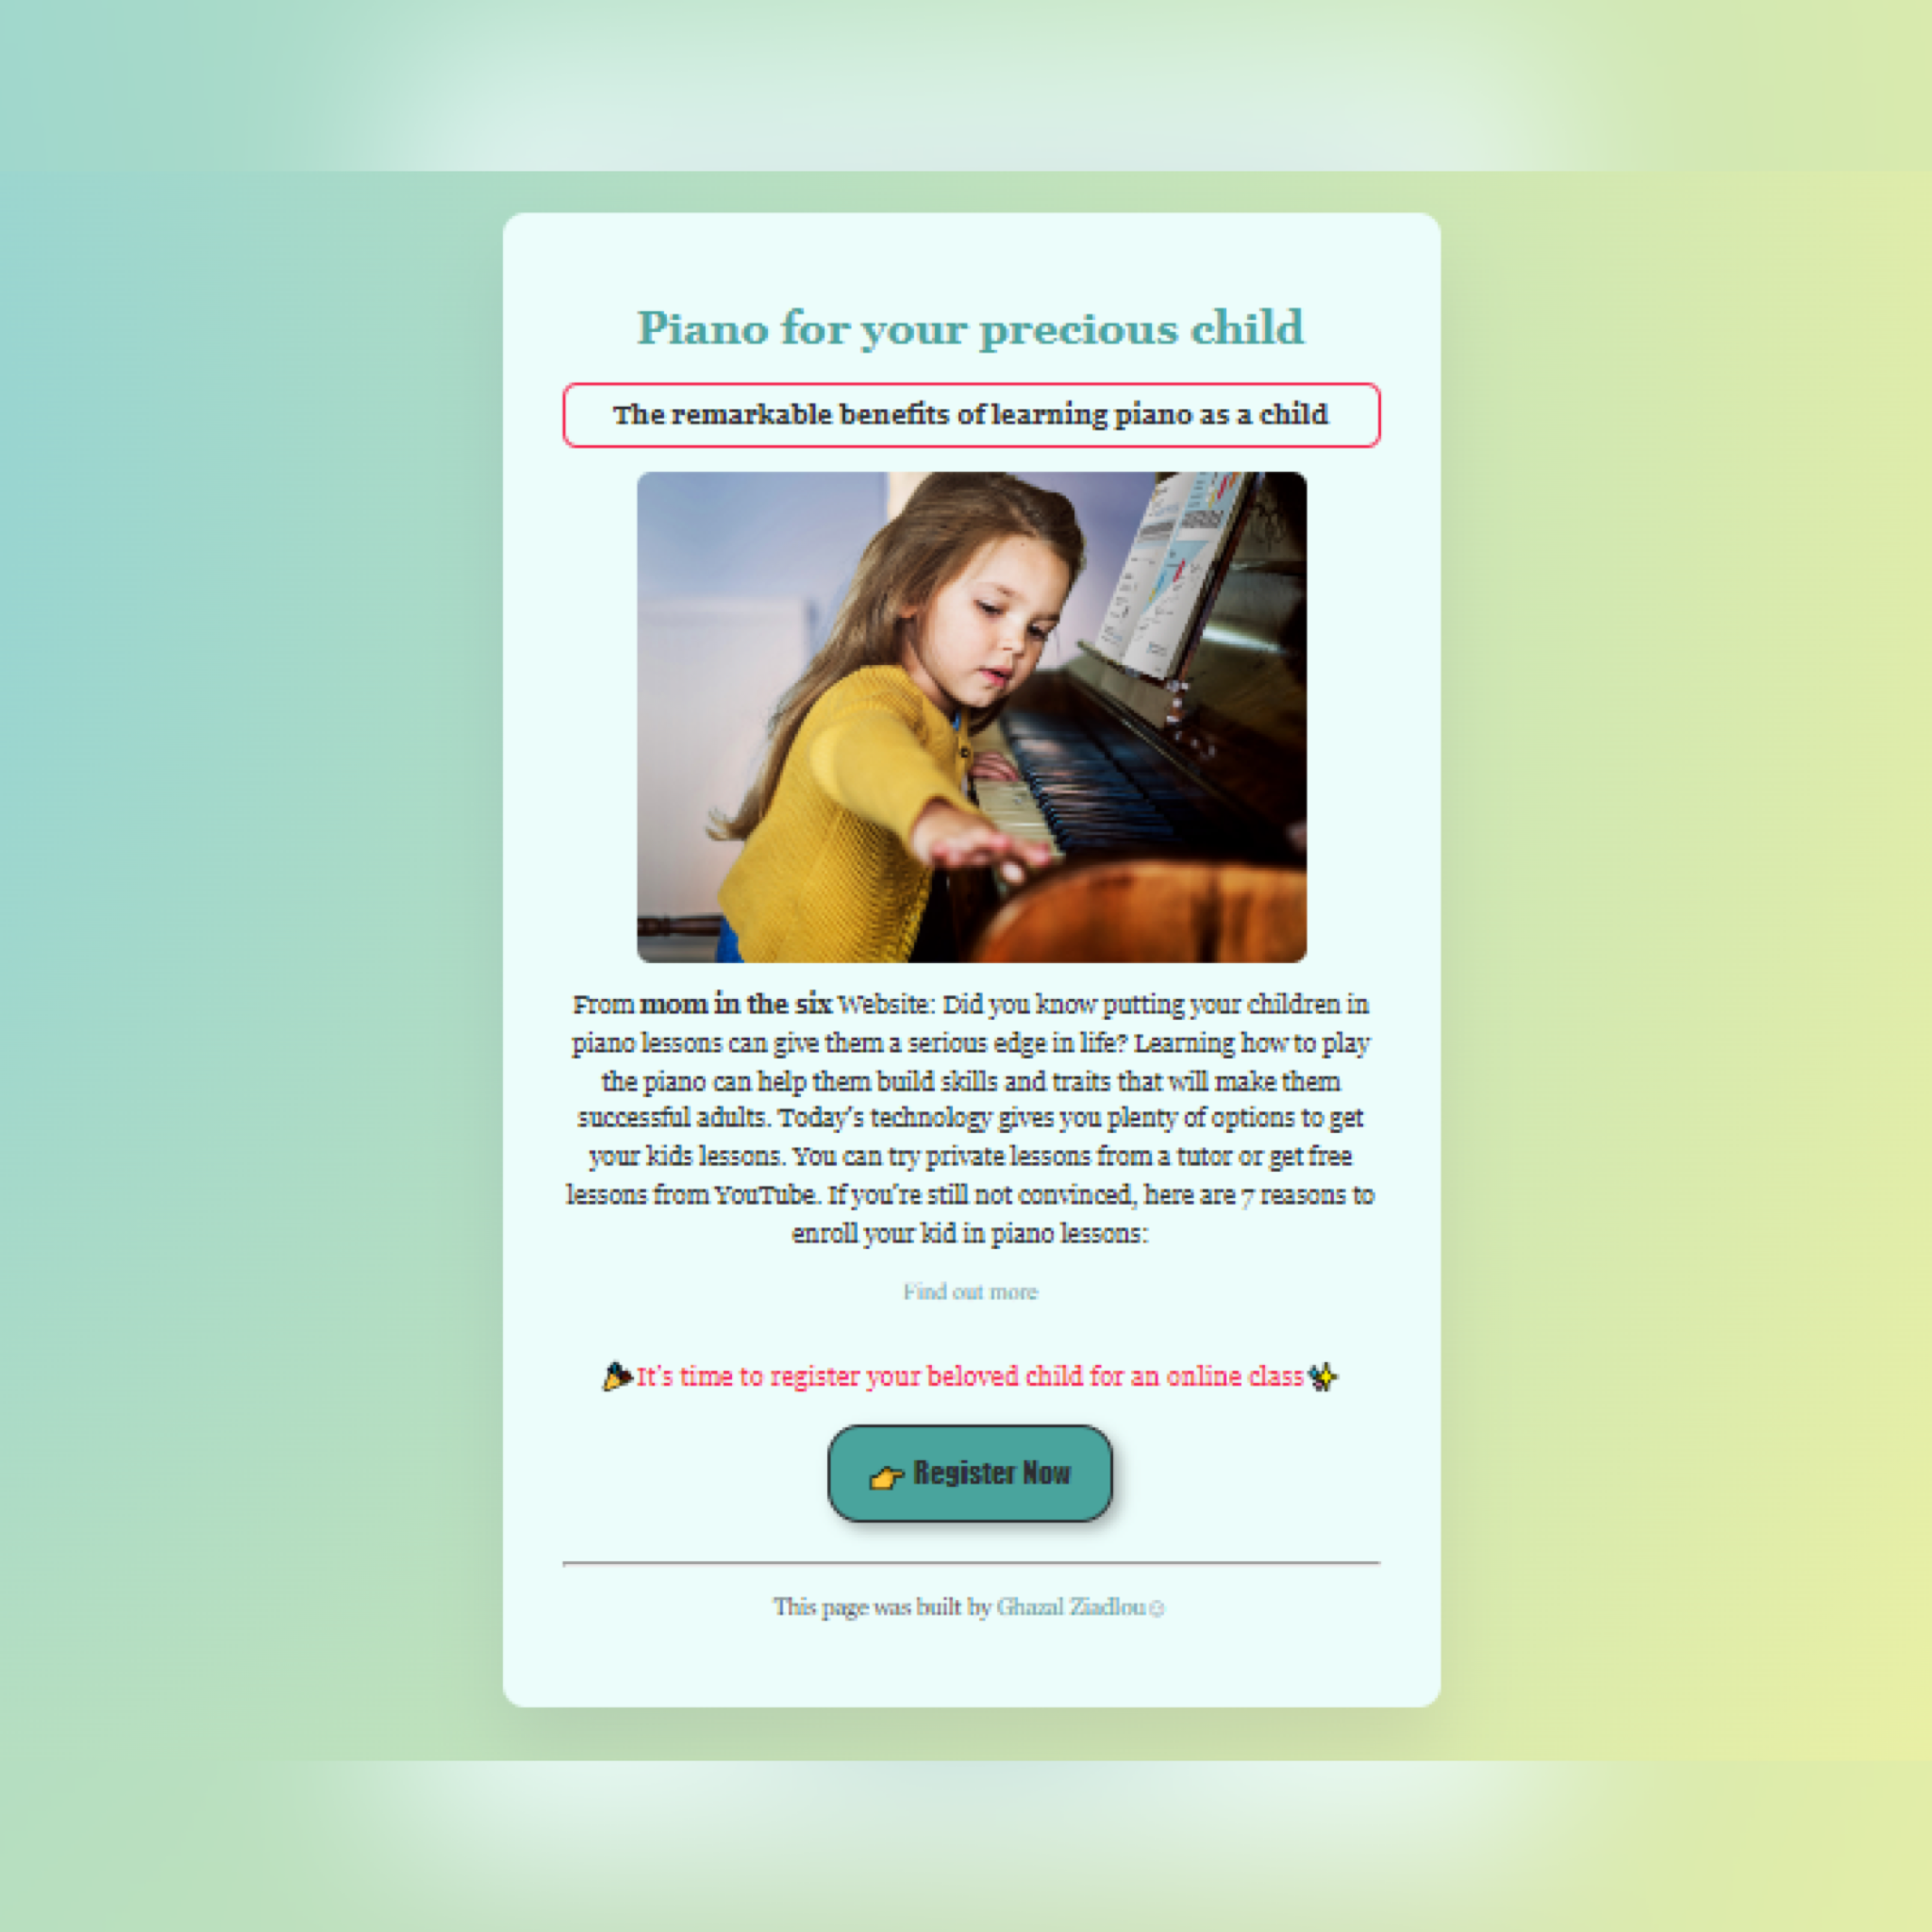 Piano for your precious child
The remarkable benefits of learning piano as a child
From mom in the six Website: Did you know putting your children in
piano lessons can give them a serious edge in life? Learning how to play
the piano can help them build skills and traits that will make them
successful adults. Today's technology gives you plenty of options to get
your kids lessons. You can try private lessons from a tutor or get free
lessons from YouTube. If you're still not convinced, here are 7 reasons to
enroll your kid in piano lessons:
Find out more
🎉It's time to register your beloved child for an online class✨
👉 Register Now
This page was built by Ghazal Ziadlou☺